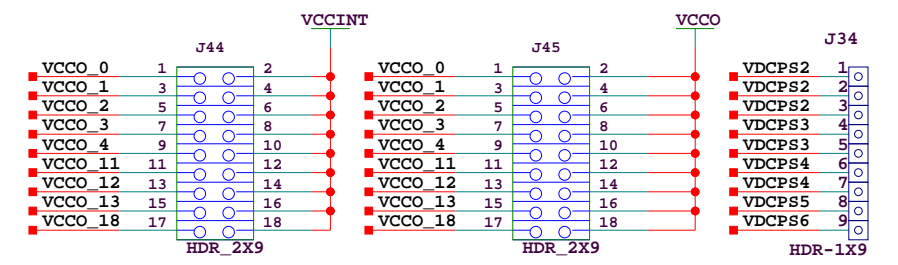 VCCINT VCCO
J44 J45 J34
VCCO_0 1 2 VCCO_0 1 2 VDCPS2 1
VCCO_1 3 4 VCCO_1 3 4 VDCPS2 2
VCCO_2 5 6 VCCO_2 5 6 VDCPS2 3
VCCO_3 7 8 VCCO_3 7 8 VDCPS3 4
VCCO_4 9 10 VCCO_4 9 10 VDCPS3 5
VCCO_11 11 12 VCCO_11 11 12 VDCPS4 6
VCCO_12 13 14 VCCO_12 13 14 VDCPS4 7
VCCO_13 15 16 VCCO_13 15 16 VDCPS5 8
VCCO_18 17 18 VCCO_18 17 18 VDCPS6 9
HDR_2X9 HDR_2X9 HDR-1X9